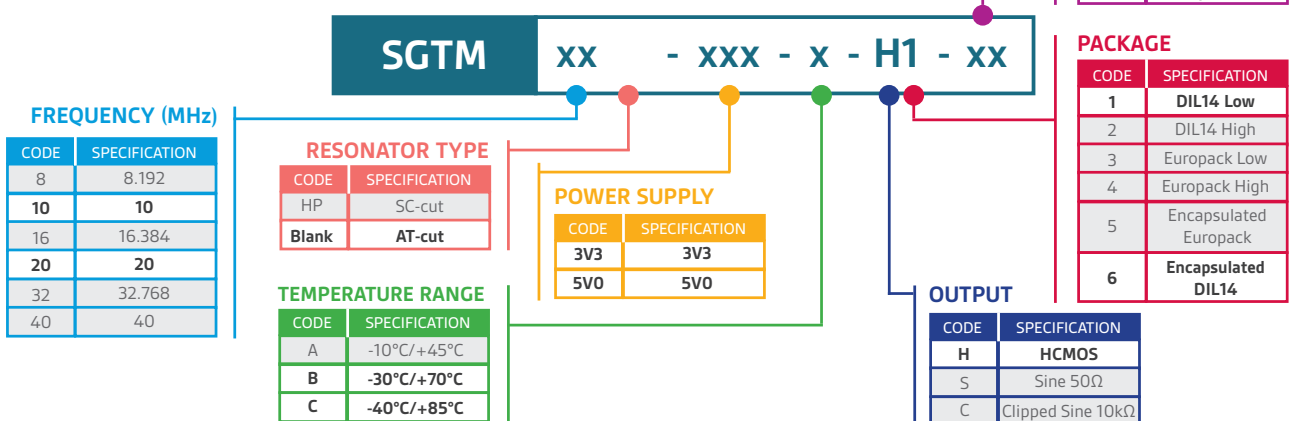 SGTM xx - xxx - x - H1 - xx
FREQUENCY (MHz)
CODE SPECIFICATION
8 8.192
10 10
16 16.384
20 20
32 32.768
40 40
RESONATOR TYPE
CODE SPECIFICATION
HP SC-cut
Blank AT-cut
TEMPERATURE RANGE
CODE SPECIFICATION
A -10°C/+45°C
B -30°C/+70°C
C -40°C/+85°C
POWER SUPPLY
CODE SPECIFICATION
3V3 3V3
5V0 5V0
OUTPUT
CODE SPECIFICATION
H HCMOS
S Sine 50Ω
C Clipped Sine 10kΩ
PACKAGE
CODE SPECIFICATION
1 DIL14 Low
2 DIL14 High
3 Europack Low
4 Europack High
5 Encapsulated
Europack
6 Encapsulated
DIL14